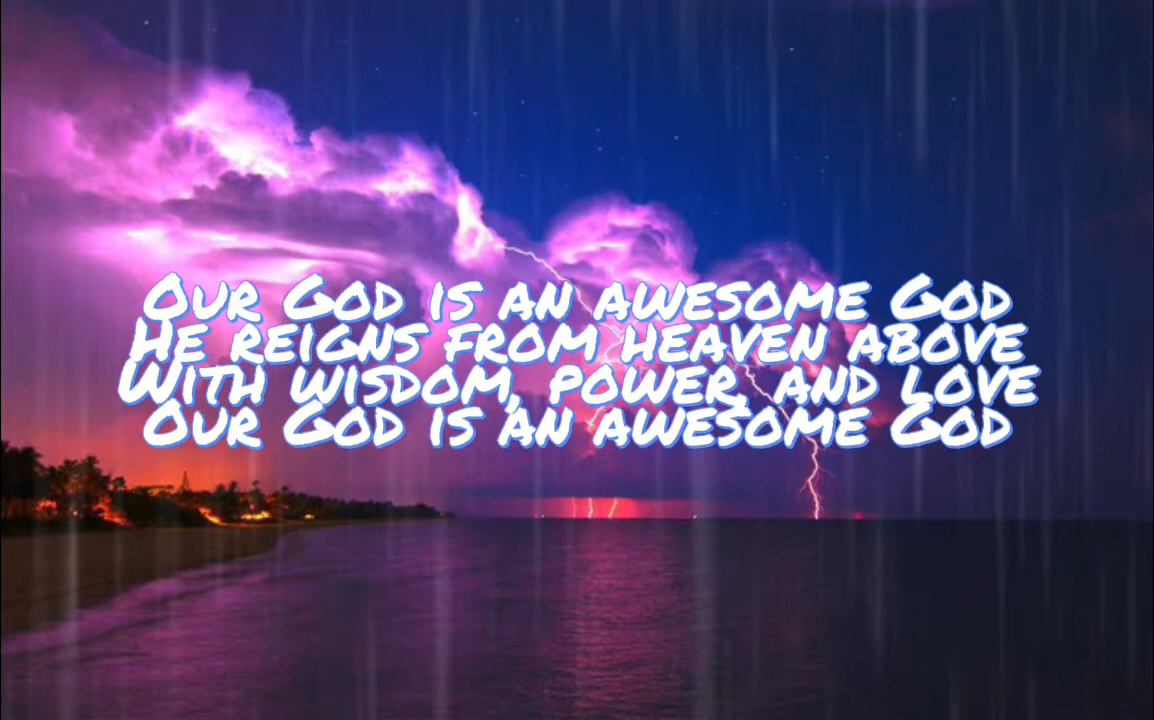 Our God is an awesome God
He reigns from heaven above
With wisdom, power, and love
Our God is an awesome God